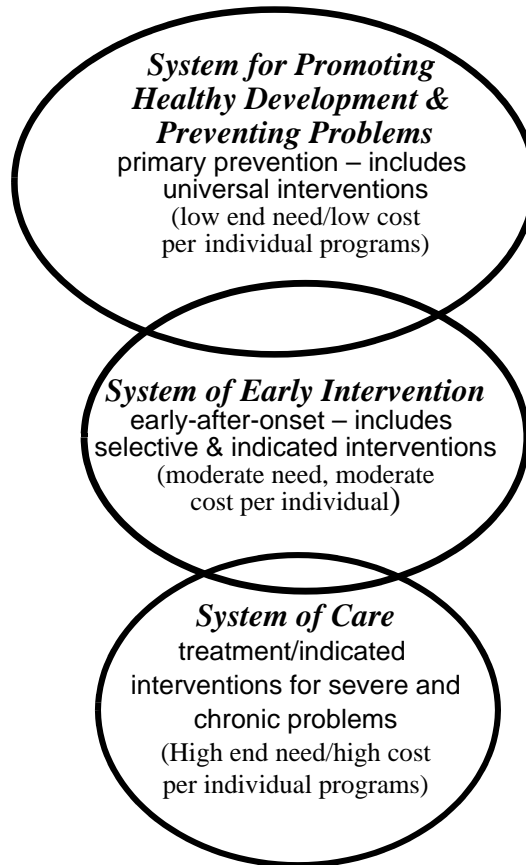 System for Promoting
Healthy Development &
Preventing Problems
primary prevention – includes
universal interventions
(low end need/low cost
per individual programs)
System of Early Intervention
early-after-onset – includes
selective & indicated interventions
(moderate need, moderate
cost per individual)
System of Care
treatment/indicated
interventions for severe and
chronic problems
(High end need/high cost
per individual programs)